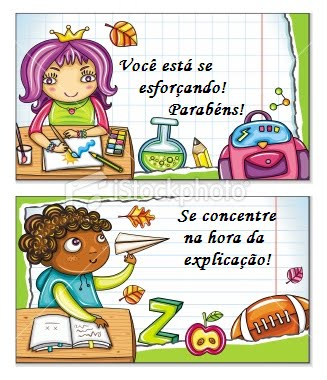 Você está se
esforçando!
Parabéns!
iStockphoto
Se concentre
na hora da
explicação!
Z